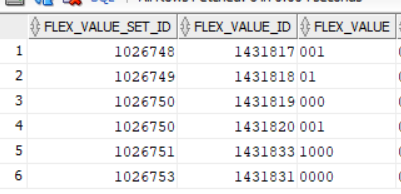 FLEX_VALUE_SET_ID FLEX_VALUE_ID FLEX_VALUE
1 1026748 1431817 001
2 1026749 1431818 01
3 1026750 1431819 000
4 1026750 1431820 001
5 1026751 1431833 1000
6 1026753 1431831 0000